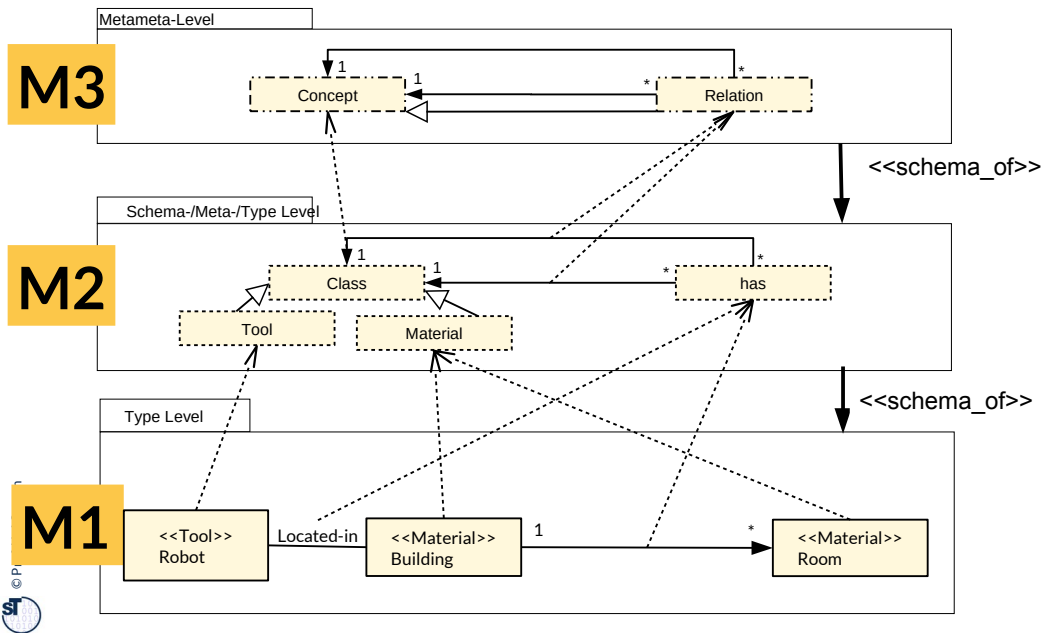 Metameta-Level
M3
1
*
1
*
Concept
Relation
<<schema_of>>
Schema-/Meta-/Type Level
M2
1
*
1
*
Class
has
Tool
Material
<<schema_of>>
Type Level
M1
<<Tool>>
Robot
Located-in
<<Material>>
Building
1
*
<<Material>>
Room
©
ST